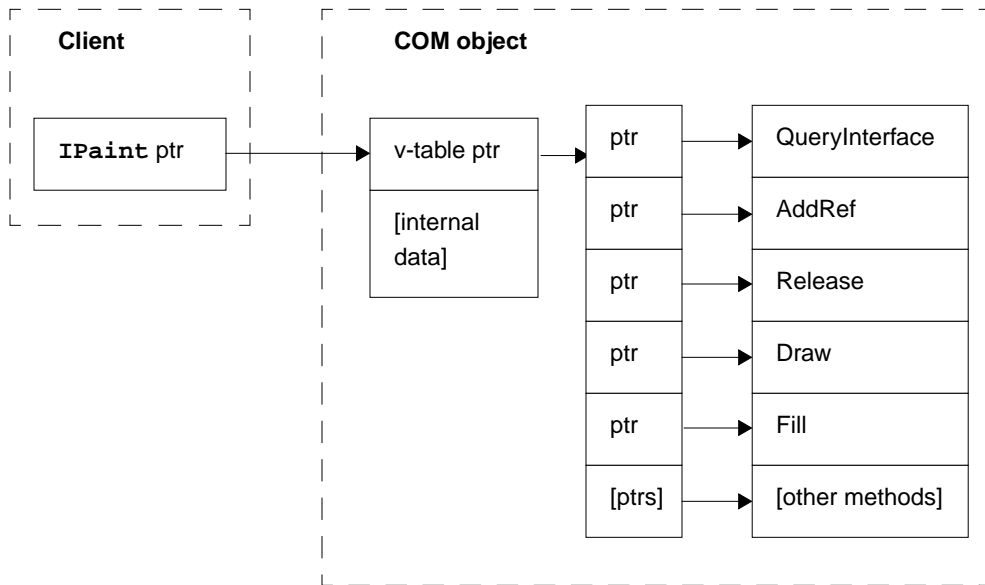 Client
COM object
IPaint ptr
v-table ptr
[internal
data]
ptr
QueryInterface
ptr
AddRef
ptr
Release
ptr
Draw
ptr
Fill
[ptrs]
[other methods]